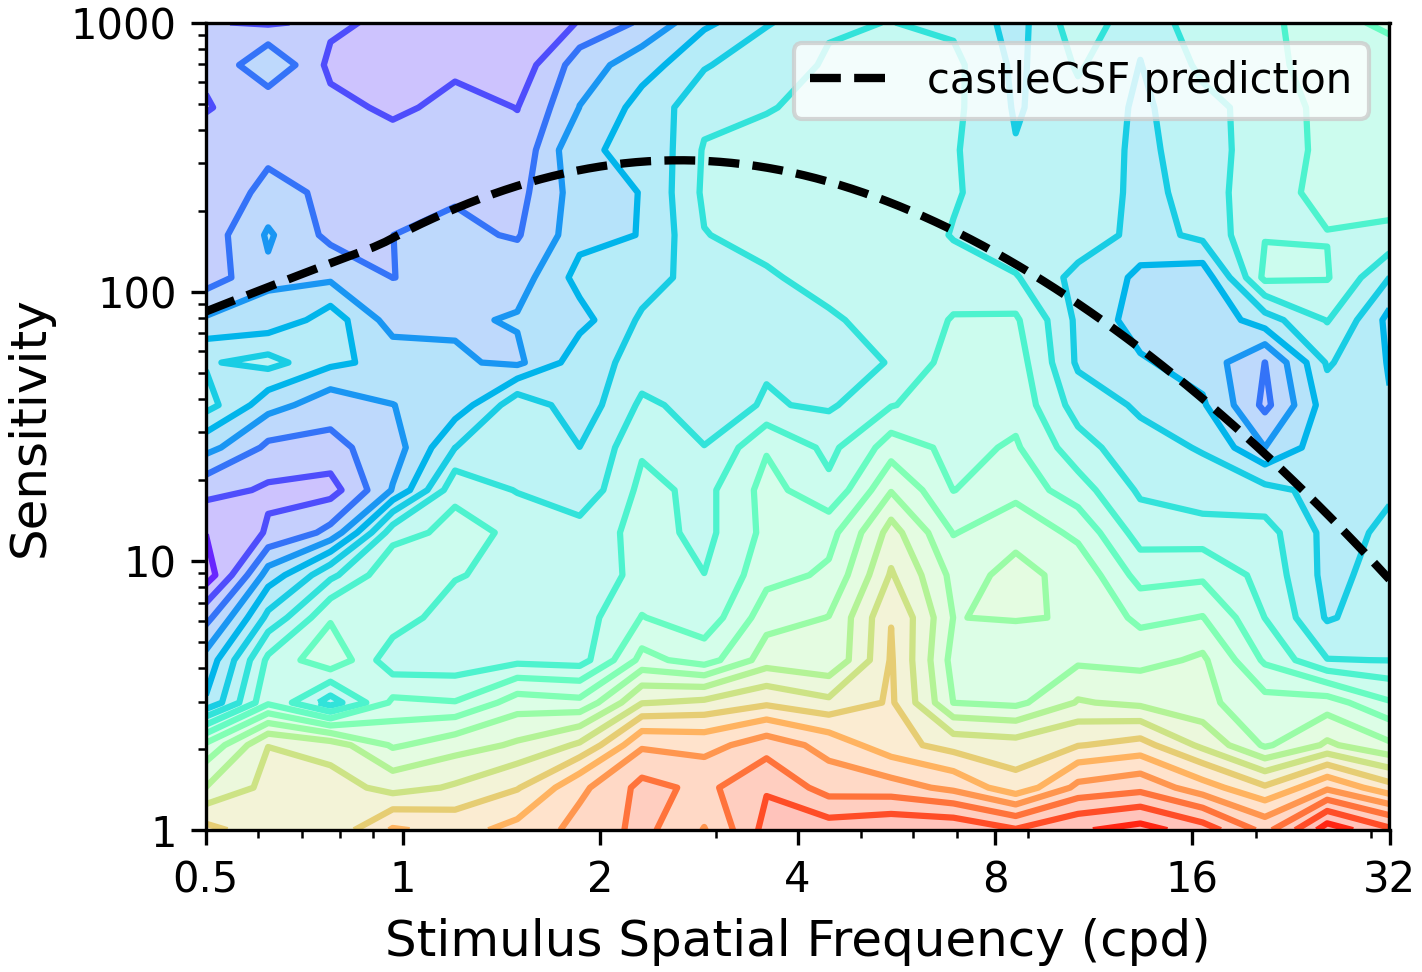 1000
100
10
1
Sensitivity
castleCSF prediction
0.5 1 2 4 8 16 32
Stimulus Spatial Frequency (cpd)